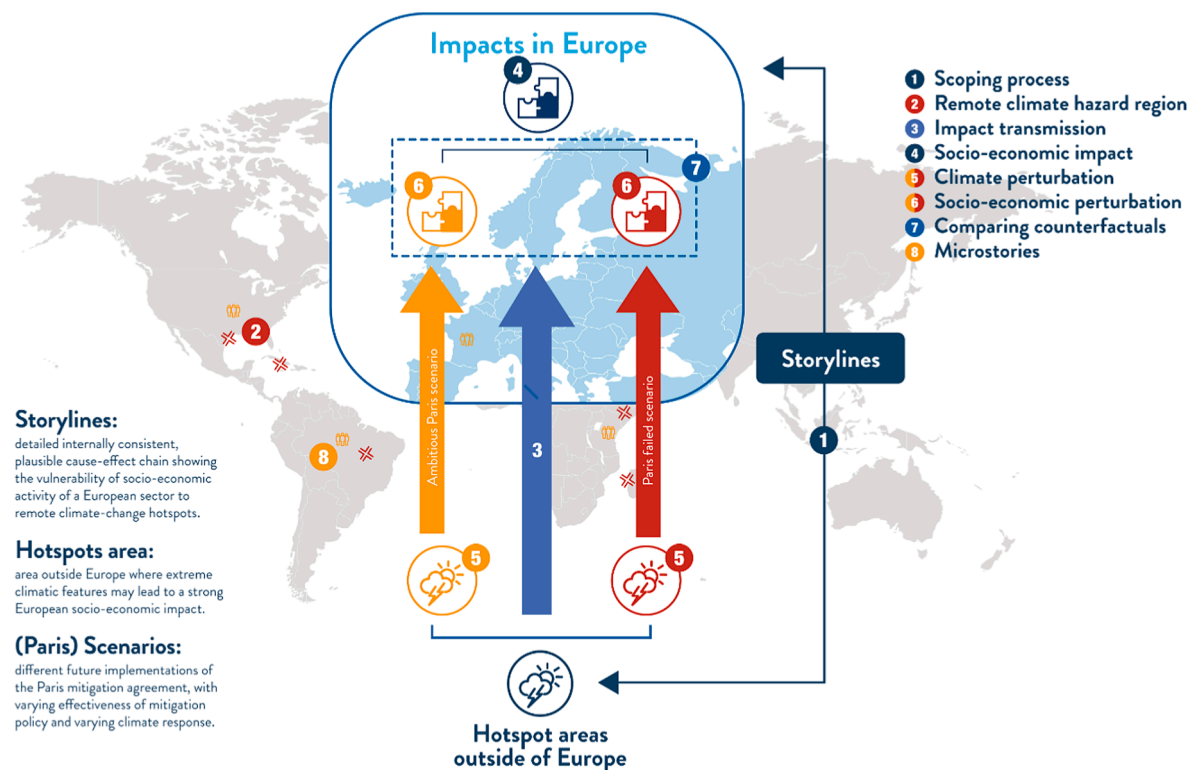 Impacts in Europe
4
6
6
7
1 Scoping process
2 Remote climate hazard region
3 Impact transmission
4 Socio-economic impact
5 Climate perturbation
6 Socio-economic perturbation
7 Comparing counterfactuals
8 Microstories
2
8
Ambitious Paris scenario
3
Paris failed scenario
Storylines
1
5
5
Hotspot areas
outside of Europe
Storylines:
detailed internally consistent,
plausible cause-effect chain showing
the vulnerability of socio-economic
activity of a European sector to
remote climate-change hotspots.
Hotspots area:
area outside Europe where extreme
climatic features may lead to a strong
European socio-economic impact.
(Paris) Scenarios:
different future implementations of
the Paris mitigation agreement, with
varying effectiveness of mitigation
policy and varying climate response.